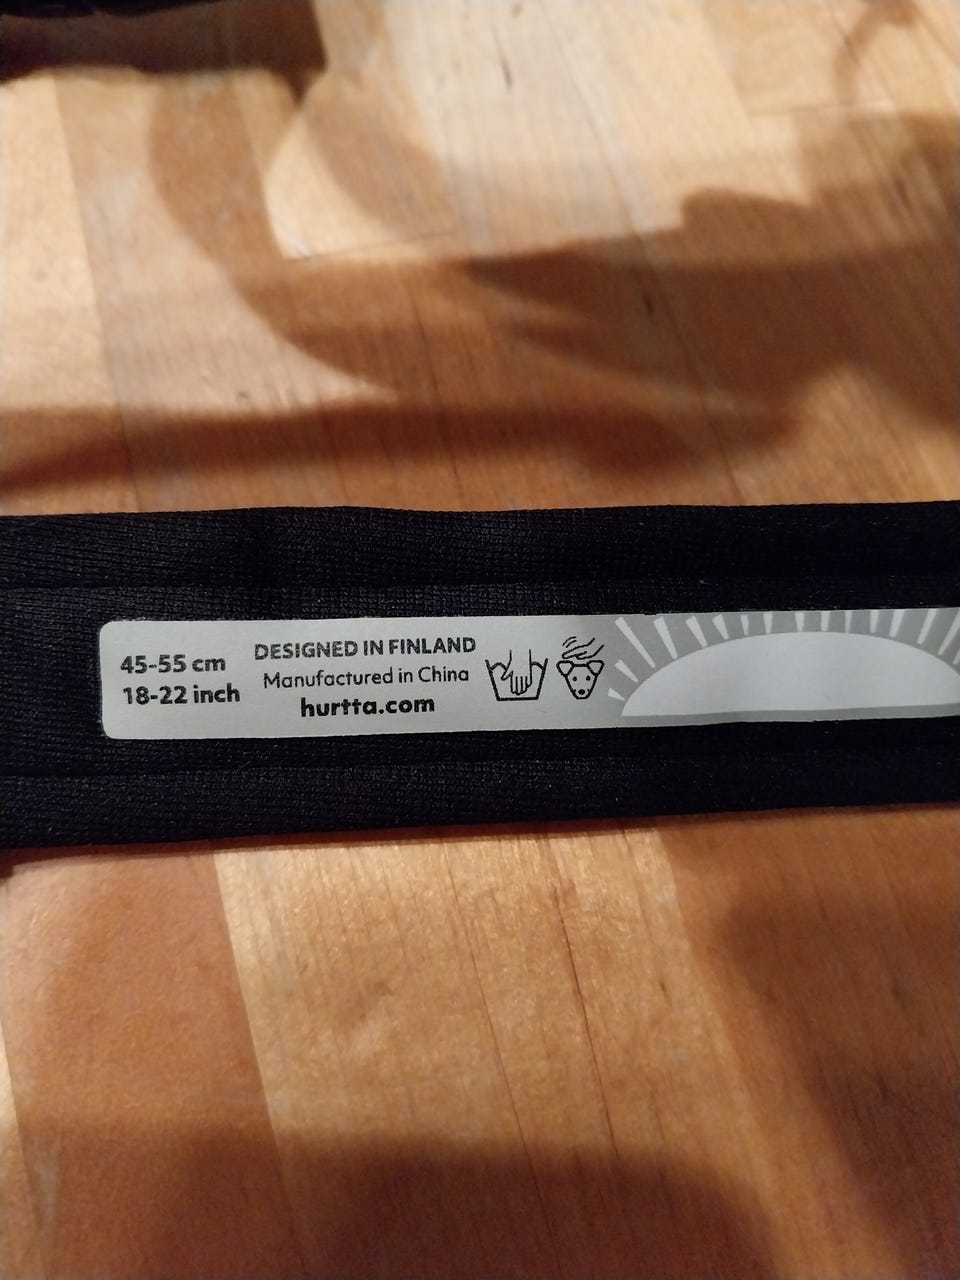 45-55 cm
18-22 inch
DESIGNED IN FINLAND
Manufactured in China
hurtta.com